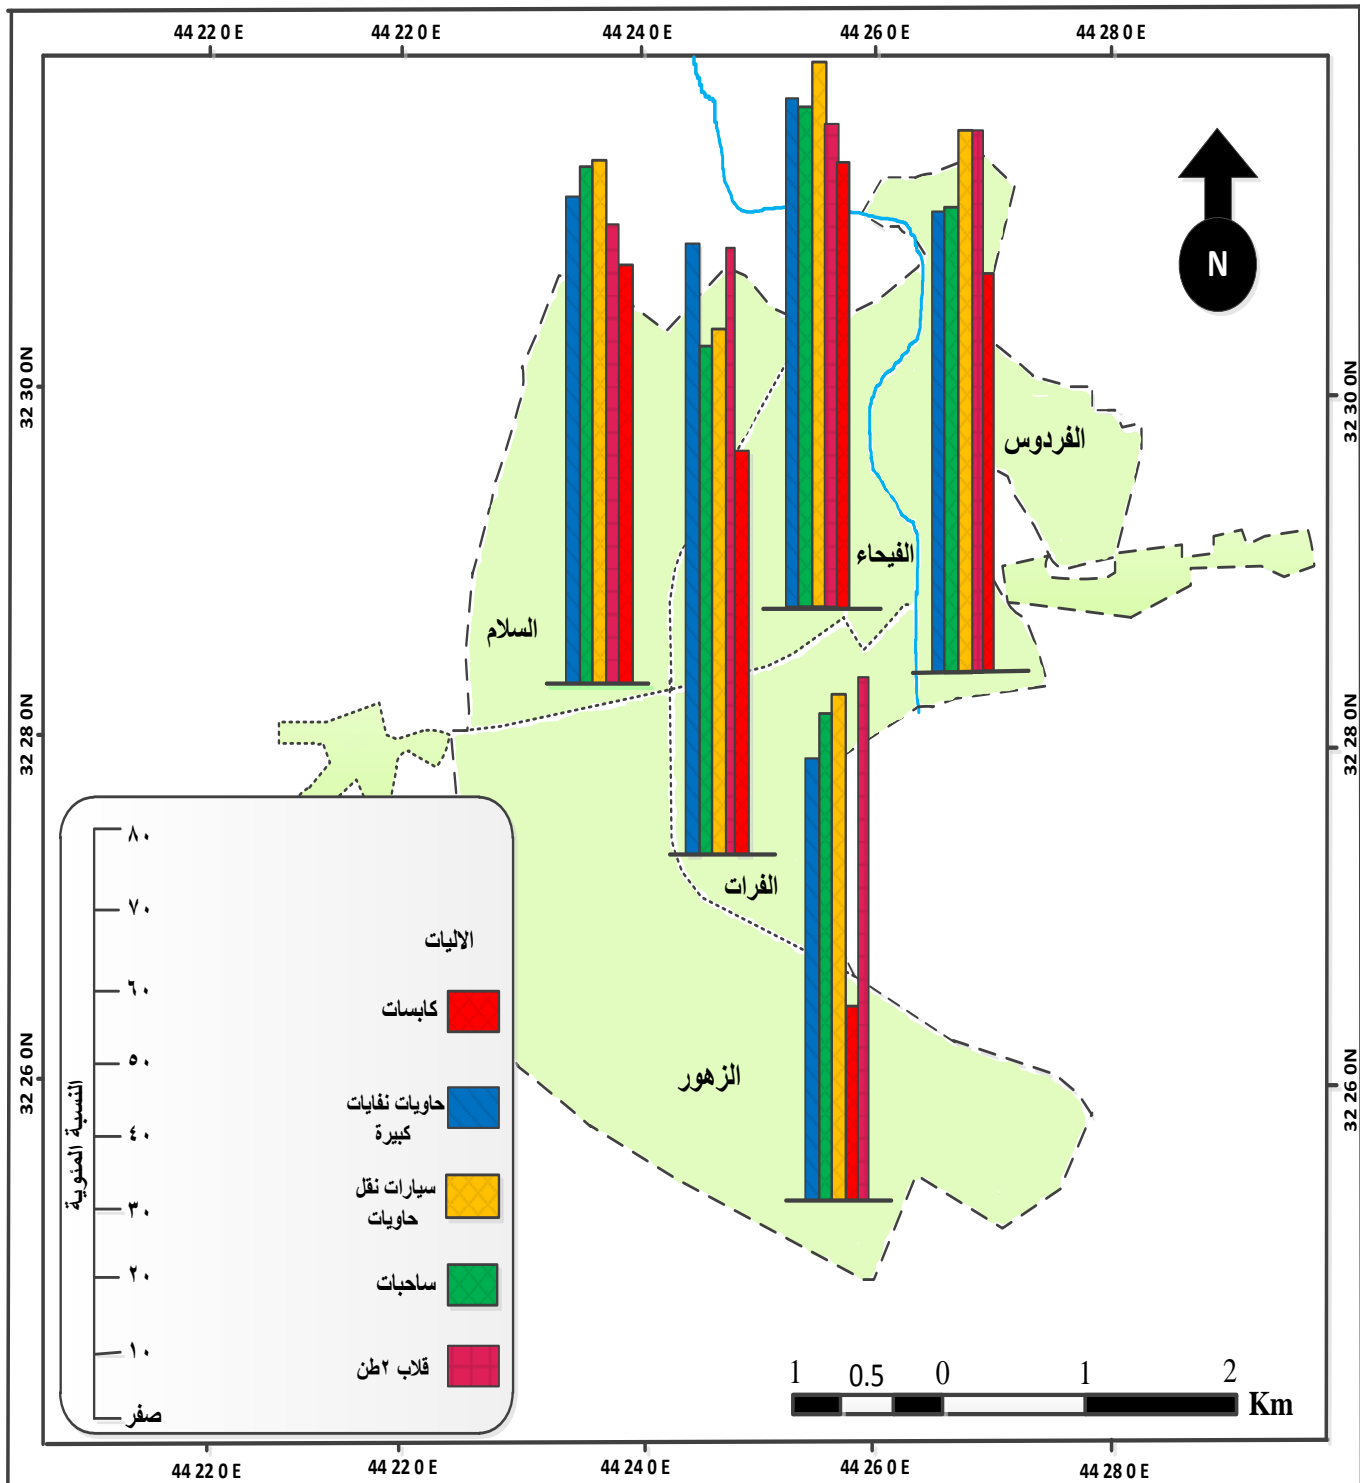 44 22 0 E 44 22 0 E 44 24 0 E 44 26 0 E 44 28 0 E
N
32 30 0N
32 30 0N
الفردوس
الفيحاء
السلام
32 28 0N
32 28 0N
الفرات
الزهور
32 26 0N
32 26 0N
٨٠
٧٠
٦٠
٥٠
٤٠
٣٠
٢٠
١٠
صفر
النسبة المئوية
الاليات
كابسات
حاويات نفايات
كبيرة
سيارات نقل
حاويات
ساحبات
قلاب ٢طن
1 0.5 0 1 2
Km
44 22 0 E 44 22 0 E 44 24 0 E 44 26 0 E 44 28 0 E